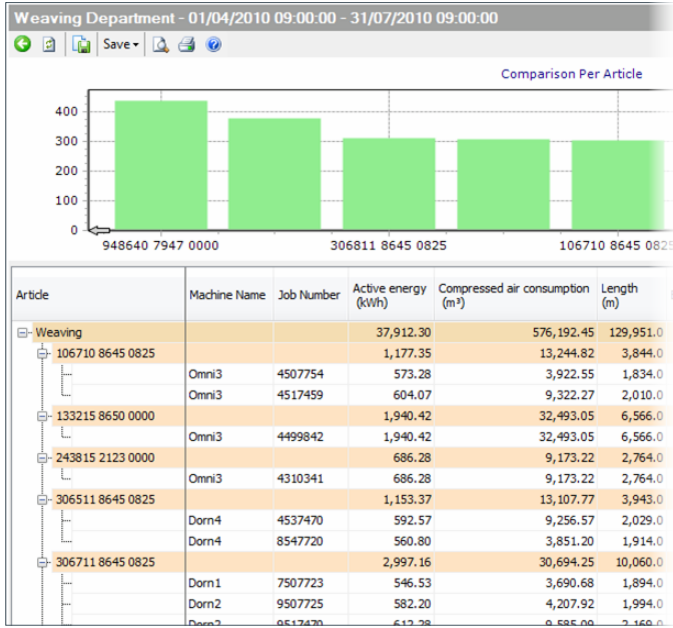 Weaving Department - 01/04/2010 09:00:00 - 31/07/2010 09:00:00
Save
Comparison Per Article
400
300
200
100
0
948640 7947 0000 306811 8645 0825 106710 8645 0825
Article Machine Name Job Number Active energy (kWh) Compressed air consumption (m³) Length (m)
Weaving 37,912.30 576,192.45 129,951.0
106710 8645 0825 1,177.35 13,244.82 3,844.0
Omni3 4507754 573.28 3,922.55 1,834.0
Omni3 4517459 604.07 9,322.27 2,010.0
133215 8650 0000 1,940.42 32,493.05 6,566.0
Omni3 4499842 1,940.42 32,493.05 6,566.0
243815 2123 0000 686.28 9,173.22 2,764.0
Omni3 4310341 686.28 9,173.22 2,764.0
306511 8645 0825 1,153.37 13,107.77 3,943.0
Dorn4 4537470 592.57 9,256.57 2,029.0
Dorn4 8547720 560.80 3,851.20 1,914.0
306711 8645 0825 2,997.16 30,694.25 10,060.0
Dorn1 7507723 546.53 3,690.68 1,894.0
Dorn2 9507725 582.20 4,207.92 1,994.0
Dorn2 9517470 612.28 9,585.09 2,169.0